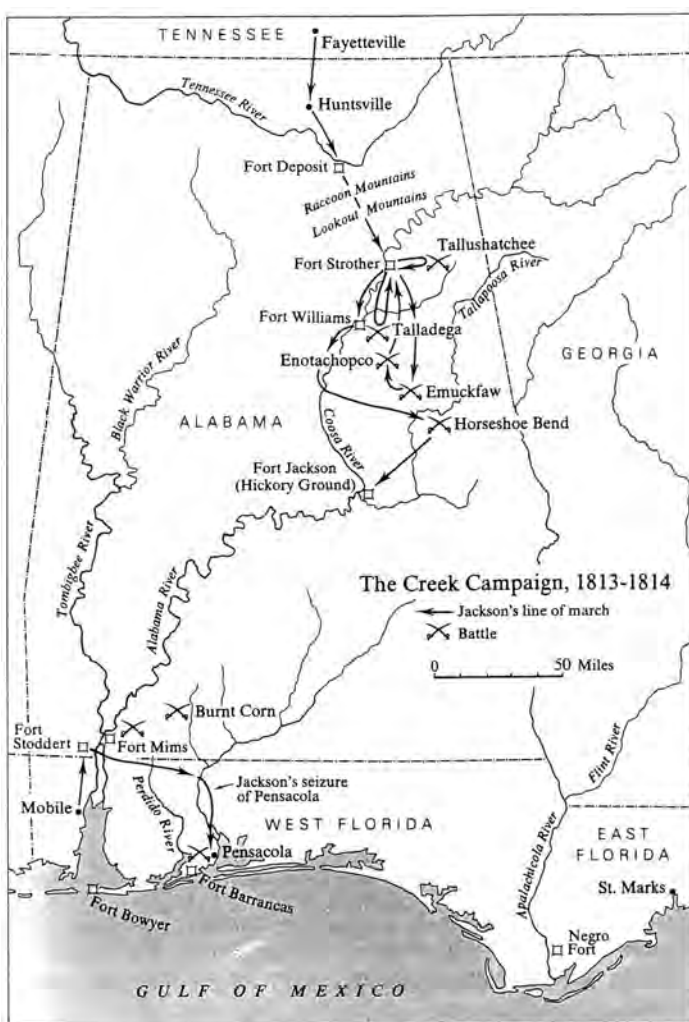 TENNESSEE
Fayetteville
Tennessee River
Huntsville
Fort Deposit
Raccoon Mountains
Lookout Mountains
Fort Strother
Tallushatchee
Tallapoosa River
Fort Williams
Talladega
Enotachopco
GEORGIA
Emuckfaw
Black Warrior River
ALABAMA
Coosa River
Horseshoe Bend
Fort Jackson
(Hickory Ground)
Tombigbee River
Alabama River
The Creek Campaign, 1813-1814
Jackson's line of march
Battle
0 50 Miles
Burnt Corn
Fort
Stoddert
Fort Mims
Flint River
Jackson's seizure
of Pensacola
Perdido River
Mobile
WEST FLORIDA
Apalachicola River
EAST
FLORIDA
Pensacola
Fort Barrancas
St. Marks
Fort Bowyer
Negro
Fort
GULF OF MEXICO